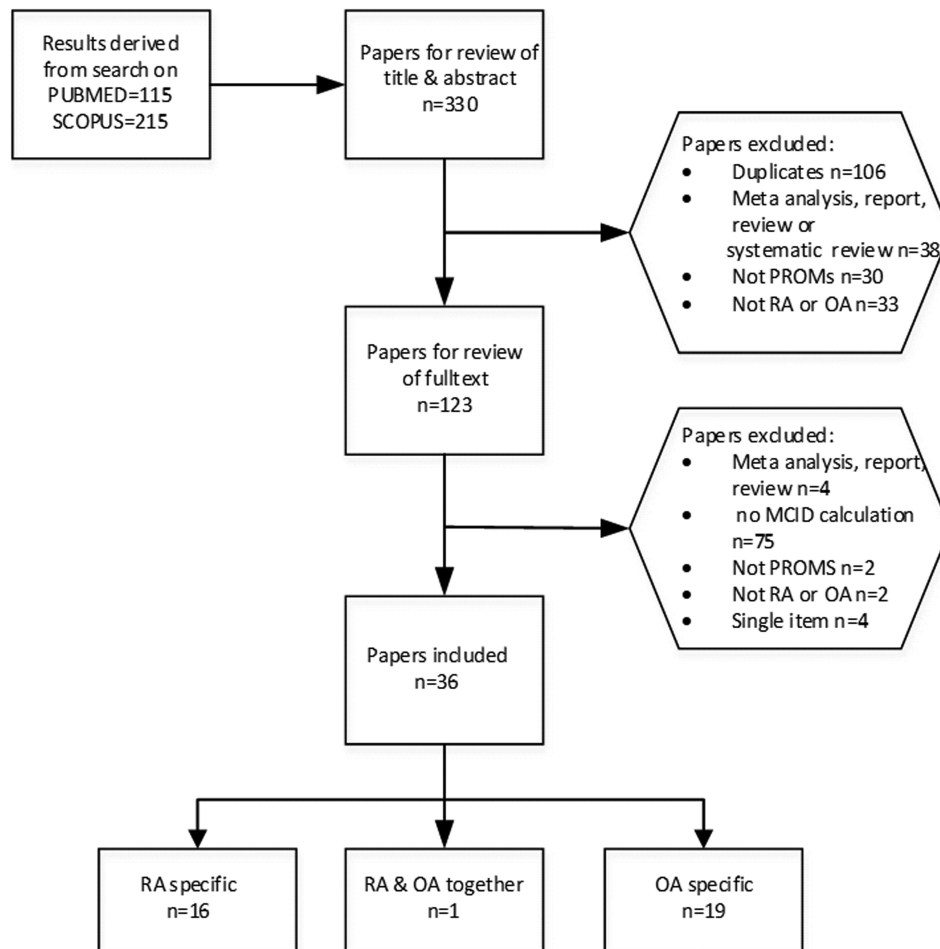 Results derived
from search on
PUBMED=115
SCOPUS=215
Papers for review of
title & abstract
n=330
Papers excluded:
• Duplicates n=106
• Meta analysis, report,
review or
systematic review n=38
• Not PROMs n=30
• Not RA or OA n=33
Papers for review
of fulltext
n=123
Papers excluded:
• Meta analysis, report,
review n=4
• no MCID calculation
n=75
• Not PROMS n=2
• Not RA or OA n=2
• Single item n=4
Papers included
n=36
RA specific
n=16
RA & OA together
n=1
OA specific
n=19